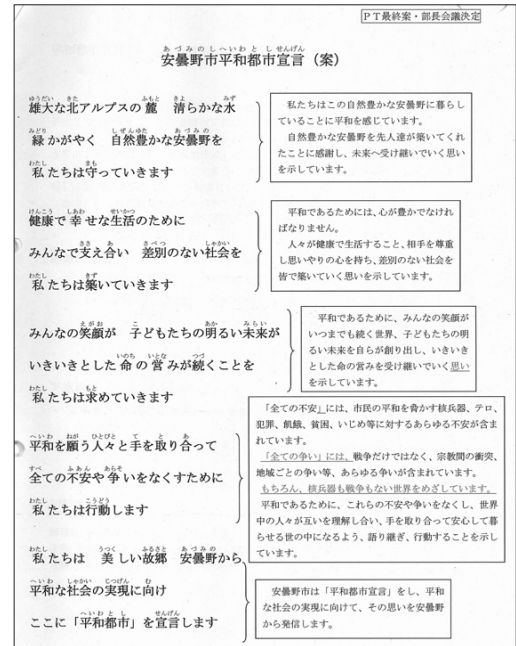 PT最終案・部長会議決定
安曇野市平和都市宣言（案）
雄大な北アルプスの麓　清らかな水
緑かがやく　自然豊かな安曇野を
私たちは守っていきます
私たちはこの自然豊かな安曇野に暮らし
ていることに平和を感じています。
自然豊かな安曇野を先人達が築いてくれ
たことに感謝し、未来へ受け継いでいく思い
を示しています。
健康で幸せな生活のために
みんなで支え合い　差別のない社会を
私たちは築いていきます
平和であるためには、心が豊かでなけれ
ばなりません。
人々が健康で生活すること、相手を尊重
し思いやりの心を持ち、差別のない社会を
皆で築いていく思いを示しています。
みんなの笑顔が　子どもたちの明るい未来が
いきいきとした命の営みが続くことを
私たちは求めていきます
平和であるために、みんなの笑顔が
いつまでも続く世界、子どもたちの明
るい未来を自らが創り出し、いきいき
とした命の営みを受け継いでいく思い
を示しています。
平和を願う人々と手を取り合って
全ての不安や争いをなくすために
私たちは行動します
「全ての不安」には、市民の平和を脅かす核兵器、テロ、
犯罪、飢餓、貧困、いじめ等に対するあらゆる不安が含ま
れています。
「全ての争い」には、戦争だけではなく、宗教間の衝突、
地域ごとの争い等、あらゆる争いが含まれています。
もちろん、核兵器も戦争もない世界をめざしています。
平和であるために、これらの不安や争いをなくし、世界
中の人々が互いを理解し合い、手を取り合って安心して暮
らせる世の中になるよう、語り継ぎ、行動することを示し
ています。
私たちは　美しい故郷　安曇野から
平和な社会の実現に向け
ここに「平和都市」を宣言します
安曇野市は「平和都市宣言」をし、平和
な社会の実現に向けて、その思いを安曇野
から発信します。